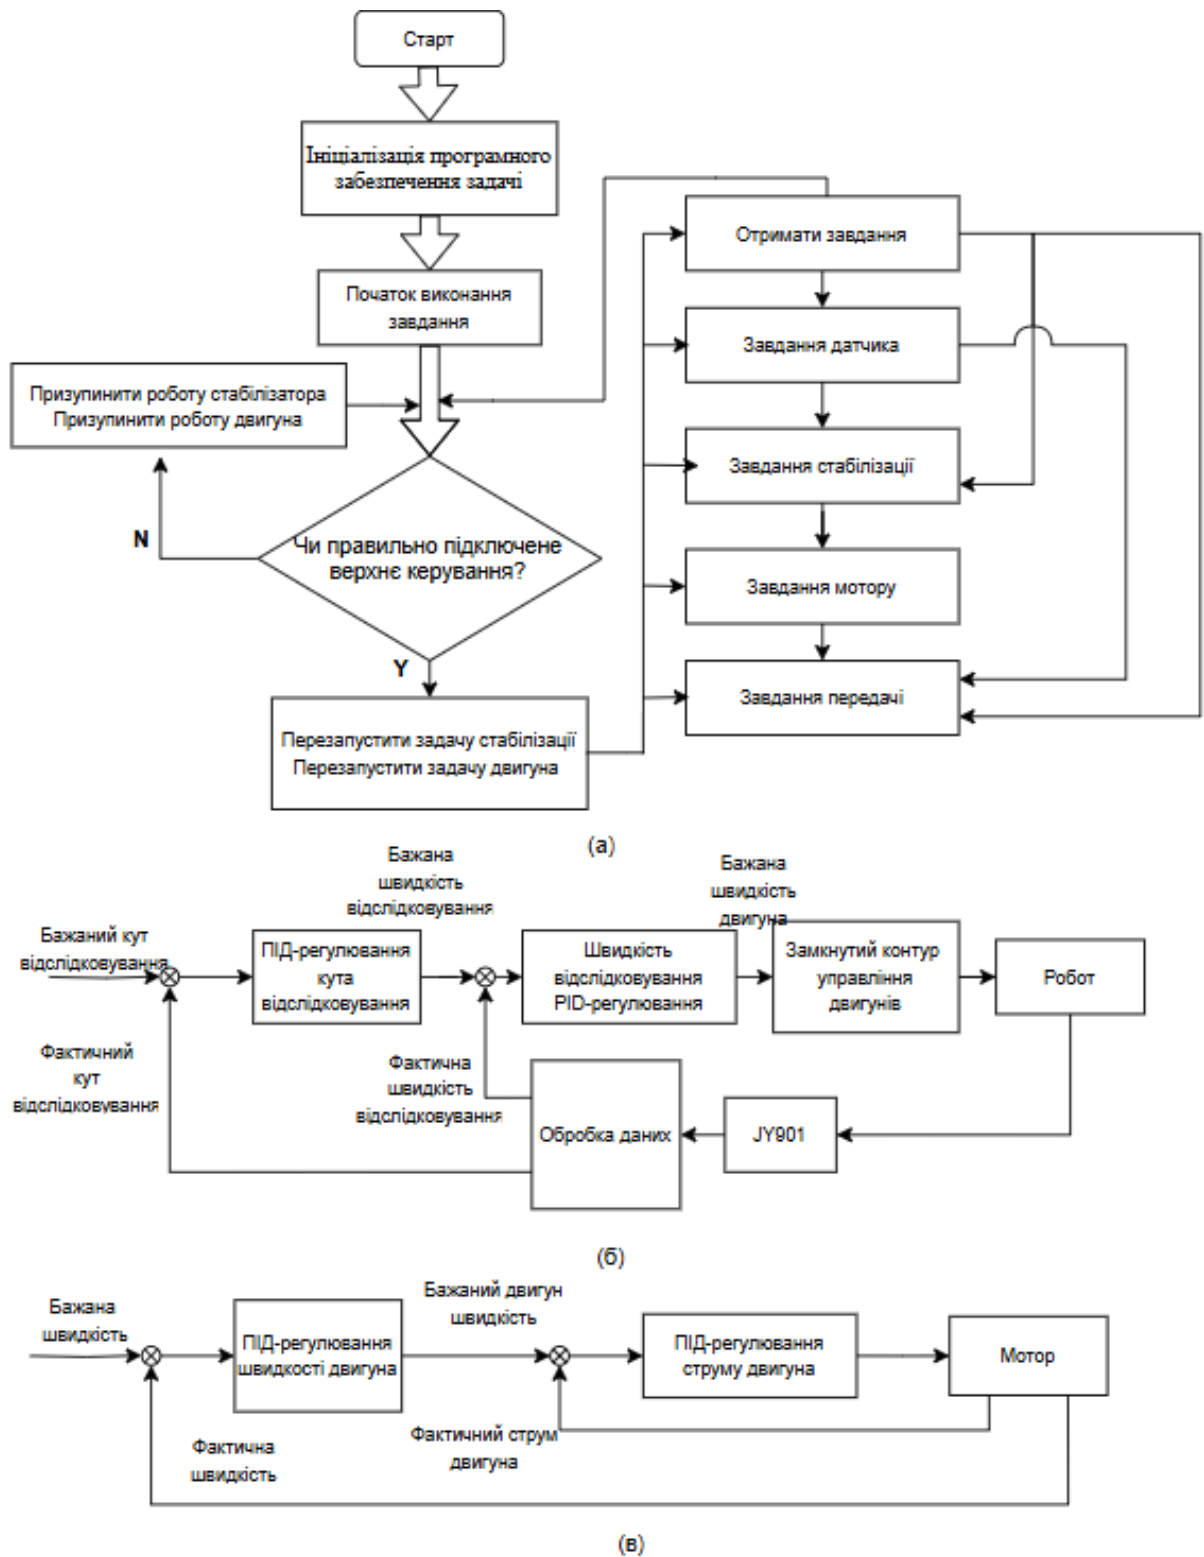 Старт
Ініціалізація програмного
забезпечення задачі
Початок виконання
завдання
Призупинити роботу стабілізатора
Призупинити роботу двигуна
N
Чи правильно підключене
верхнє керування?
Y
Перезапустити задачу стабілізації
Перезапустити задачу двигуна
Отримати завдання
Завдання датчика
Завдання стабілізації
Завдання мотору
Завдання передачі
(а)
Бажаний кут
відслідковування
ПІД-регулювання
кута
відслідковування
Бажана
швидкість
відслідковування
Швидкість
відслідковування
PID-регулювання
Бажана
швидкість
двигуна
Замкнутий контур
управління
двигунів
Робот
Фактичний
кут
відслідковування
Фактична
швидкість
відслідковування
Обробка даних
JY901
(б)
Бажана
швидкість
ПІД-регулювання
швидкості двигуна
Бажаний двигун
швидкість
ПІД-регулювання
струму двигуна
Мотор
Фактична
швидкість
Фактичний струм
двигуна
(в)